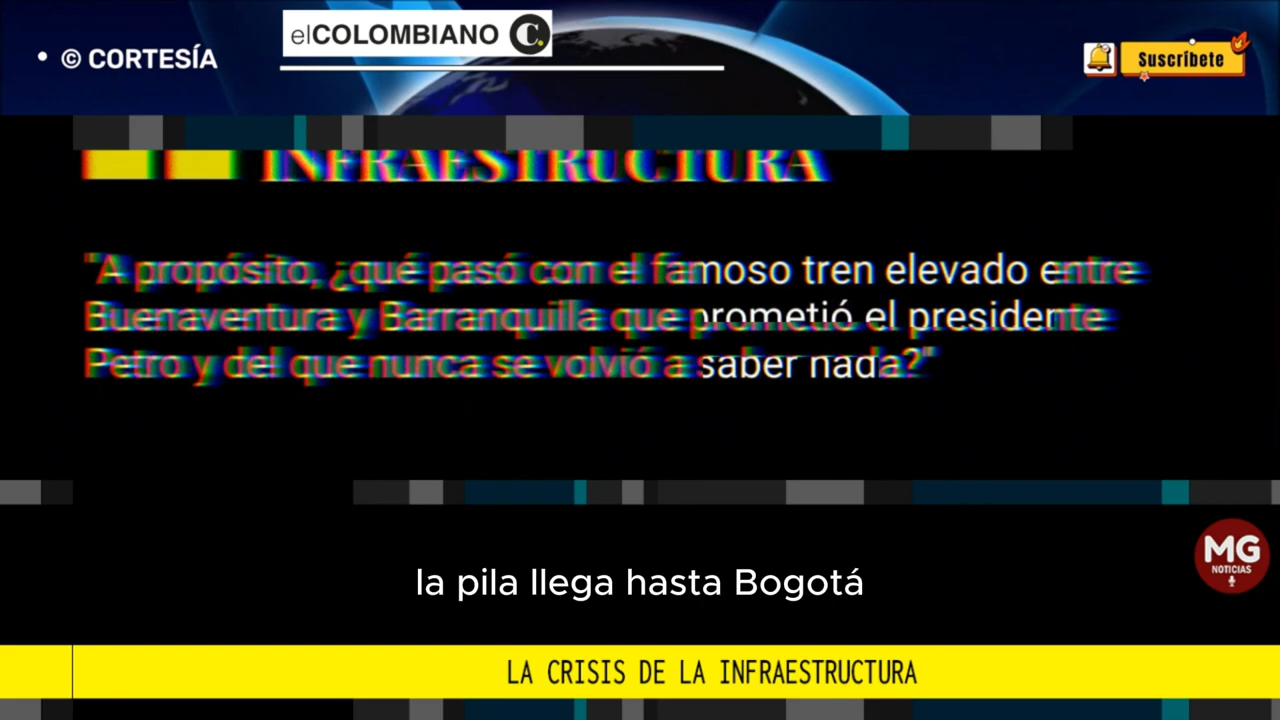 • © CORTESÍA
elCOLOMBIANO C.
Suscríbete
INFRAESTRUCTURA
"A propósito, ¿qué pasó con el famoso tren elevado entre
Buenaventura y Barranquilla que prometió el presidente
Petro y del que nunca se volvió a saber nada?"
la pila llega hasta Bogotá
MG
NOTICIAS
LA CRISIS DE LA INFRAESTRUCTURA